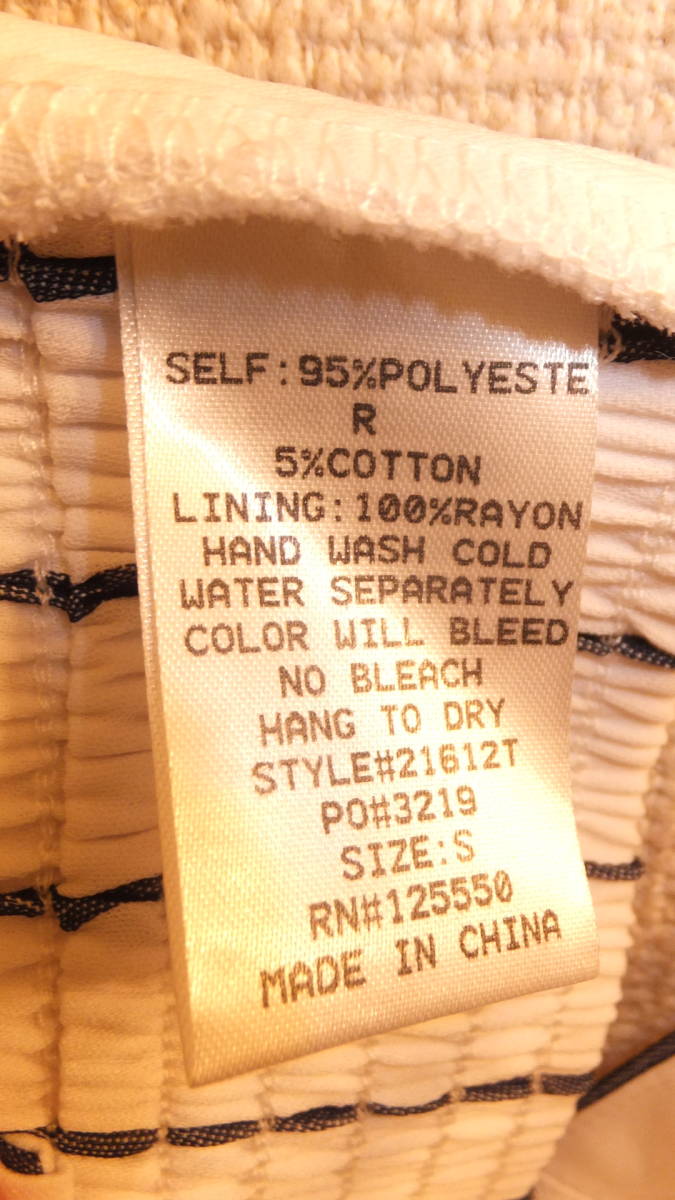 SELF:95%POLYESTE
R
5%COTTON
LINING:100%RAYON
HAND WASH COLD
WATER SEPARATELY
COLOR WILL BLEED
NO BLEACH
HANG TO DRY
STYLE#21612T
PO#3219
SIZE:S
RN#125550
MADE IN CHINA